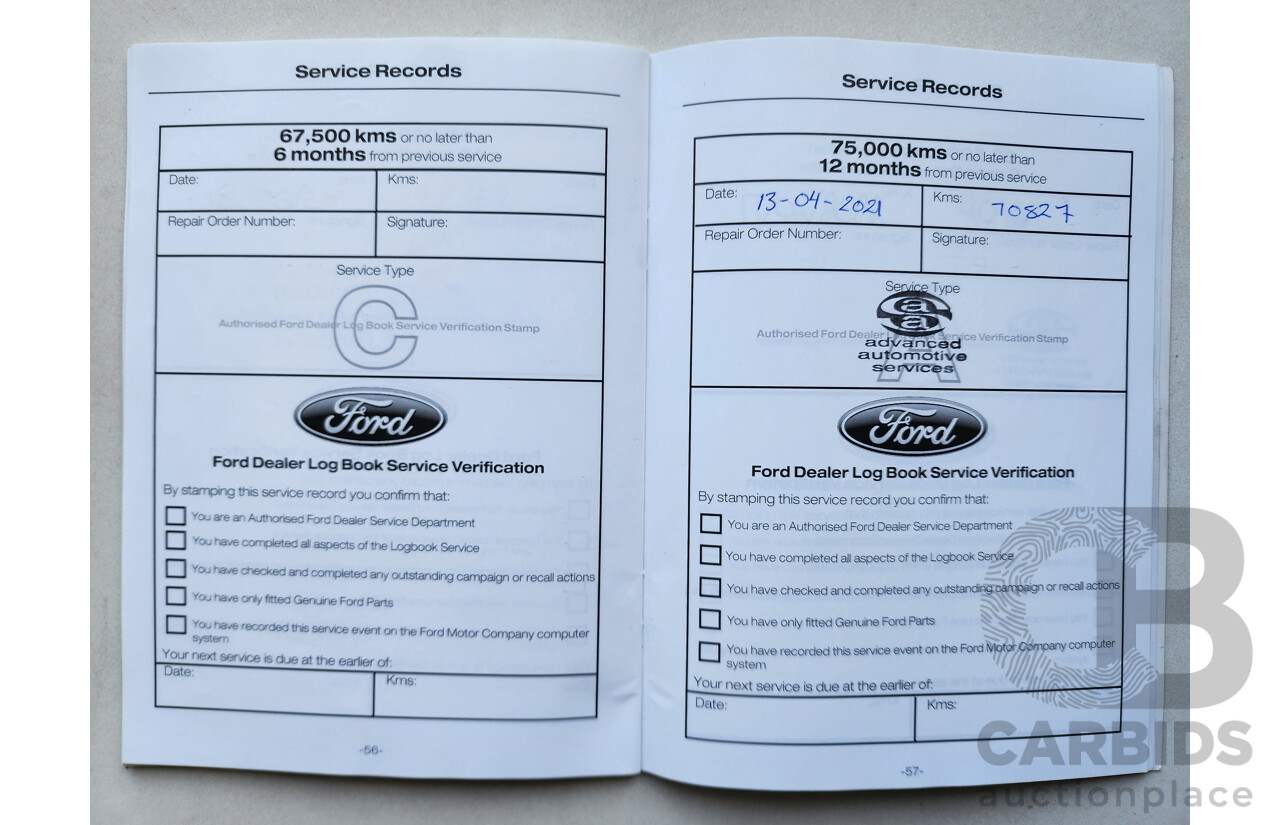 Service Records
67,500 kms or no later than
6 months from previous service
Date:
Kms:
Repair Order Number:
Signature:
Service Type
C
Authorised Ford Dealer Log Book Service Verification Stamp
Ford
Ford Dealer Log Book Service Verification
By stamping this service record you confirm that:
You are an Authorised Ford Dealer Service Department
You have completed all aspects of the Logbook Service
You have checked and completed any outstanding campaign or recall actions
You have only fitted Genuine Ford Parts
You have recorded this service event on the Ford Motor Company computer
system
Your next service is due at the earlier of:
Date:
Kms:
-56-
Service Records
75,000 kms or no later than
12 months from previous service
Date: 13-04-2021
Kms: 70827
Repair Order Number:
Signature:
Service Type
A
Authorised Ford Dealer Log Book Service Verification Stamp
aa
advanced
automotive
services
Ford
Ford Dealer Log Book Service Verification
By stamping this service record you confirm that:
You are an Authorised Ford Dealer Service Department
You have completed all aspects of the Logbook Service
You have checked and completed any outstanding campaign or recall actions
You have only fitted Genuine Ford Parts
You have recorded this service event on the Ford Motor Company computer
system
Your next service is due at the earlier of:
Date:
Kms:
-57-
CB
CARBIDS
auctionplace